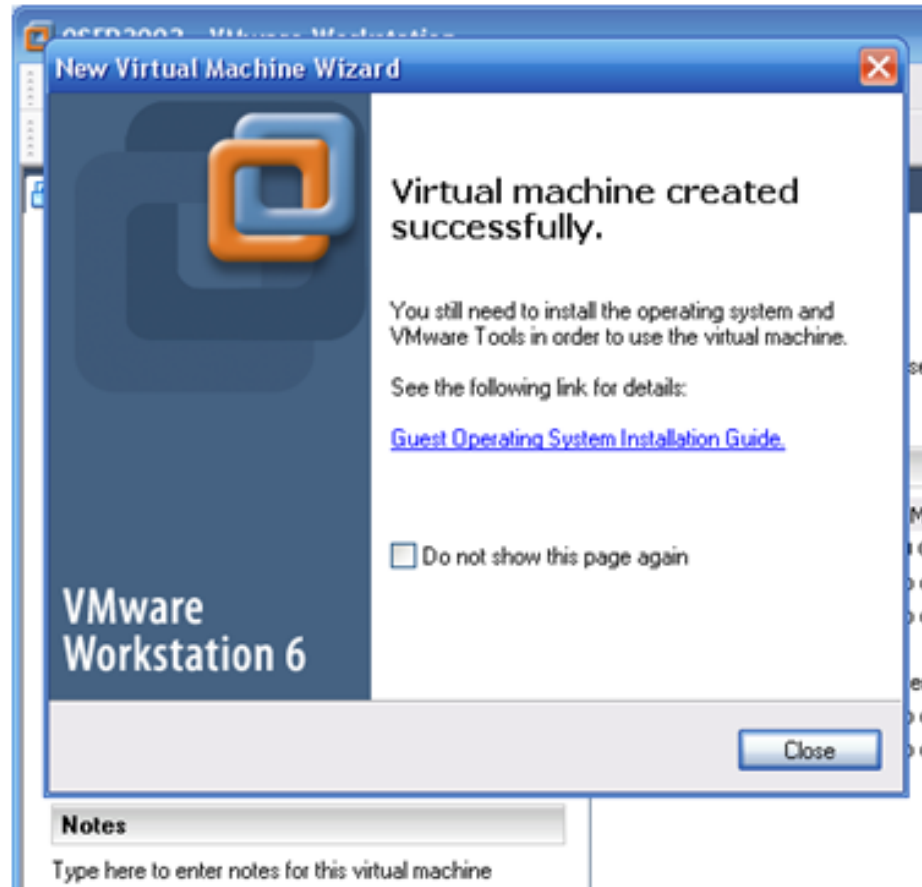 VMware Workstation
New Virtual Machine Wizard
Virtual machine created
successfully.
You still need to install the operating system and
VMware Tools in order to use the virtual machine.
See the following link for details:
Guest Operating System Installation Guide.
Do not show this page again
VMware
Workstation 6
Close
Notes
Type here to enter notes for this virtual machine